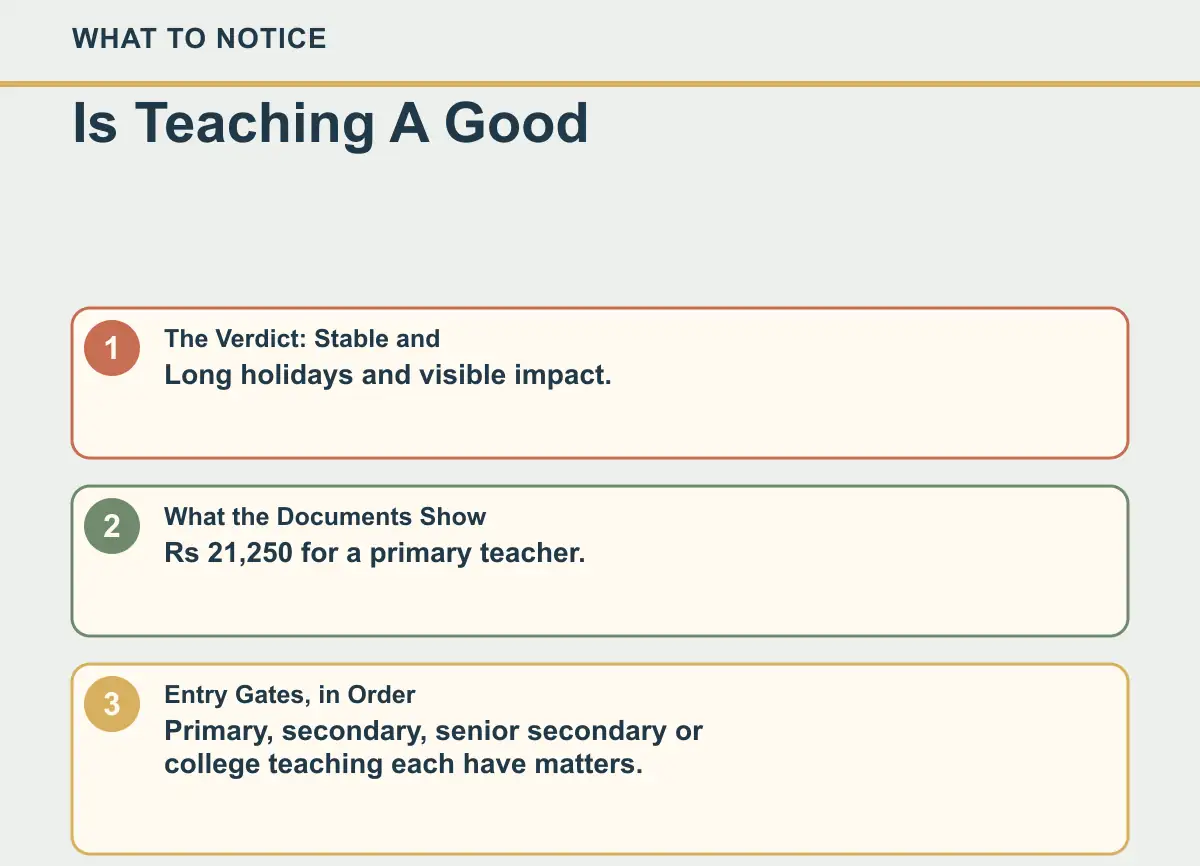 WHAT TO NOTICE
Is Teaching A Good
1
The Verdict: Stable and
Long holidays and visible impact.
2
What the Documents Show
Rs 21,250 for a primary teacher.
3
Entry Gates, in Order
Primary, secondary, senior secondary or
college teaching each have matters.